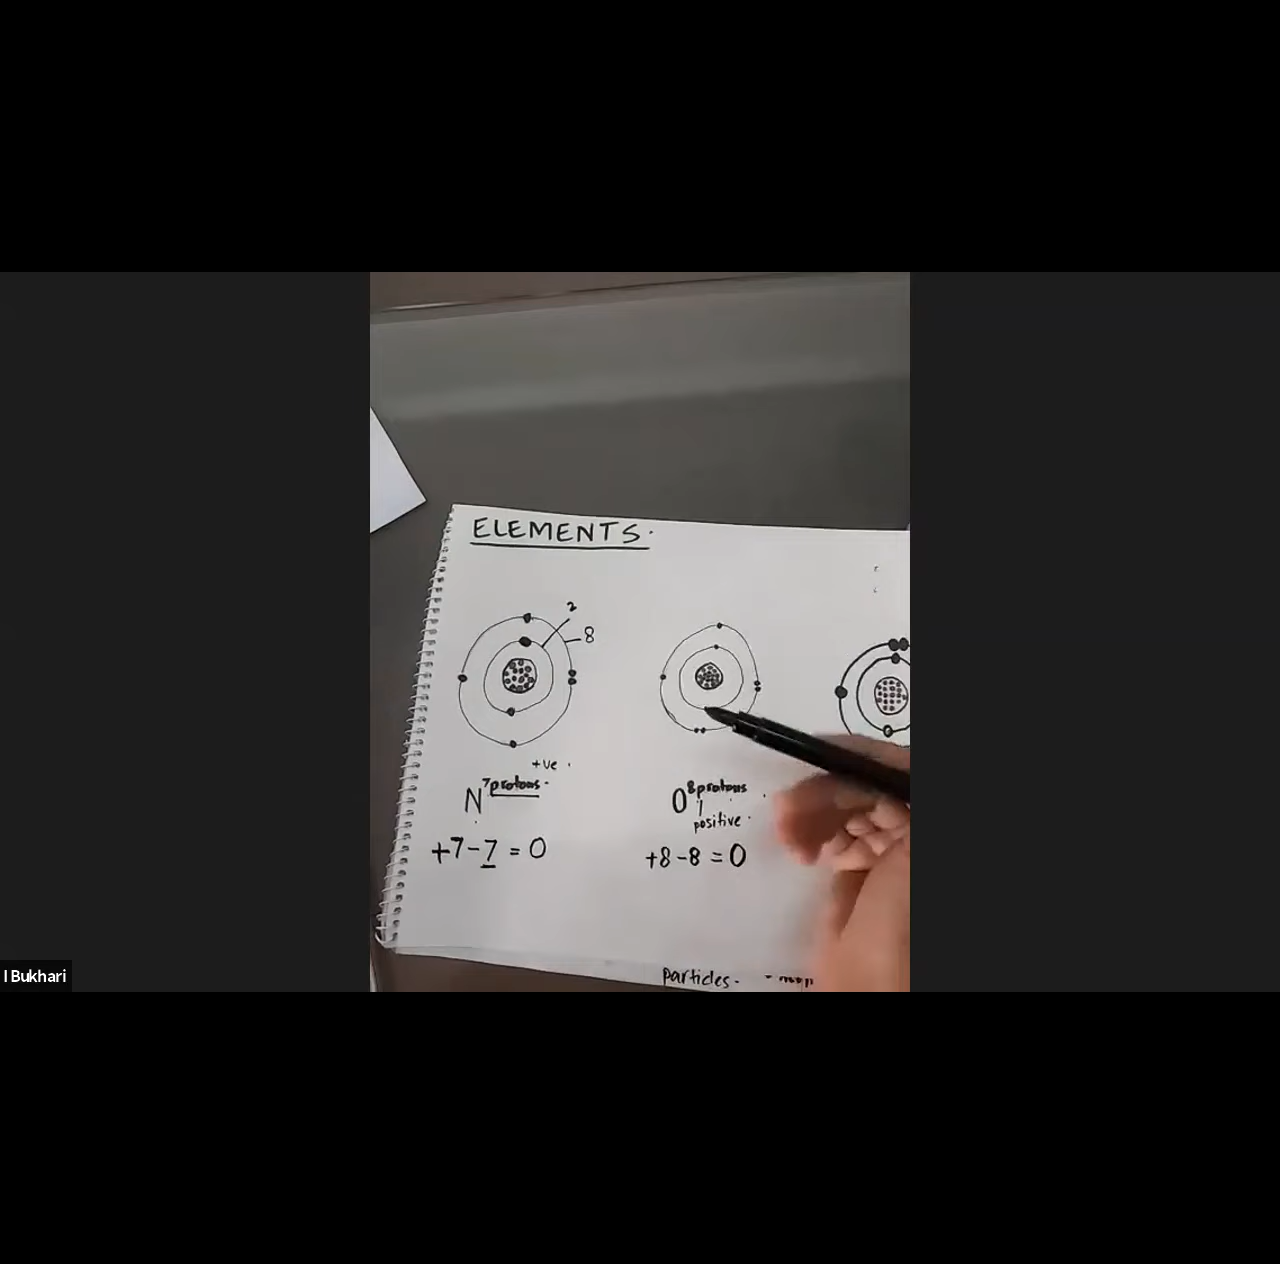 ELEMENTS.
2
8
+ve .
N 7 protons.
+7-7 = 0
O 8 protons
positive.
+8-8 = 0
particles.
I Bukhari